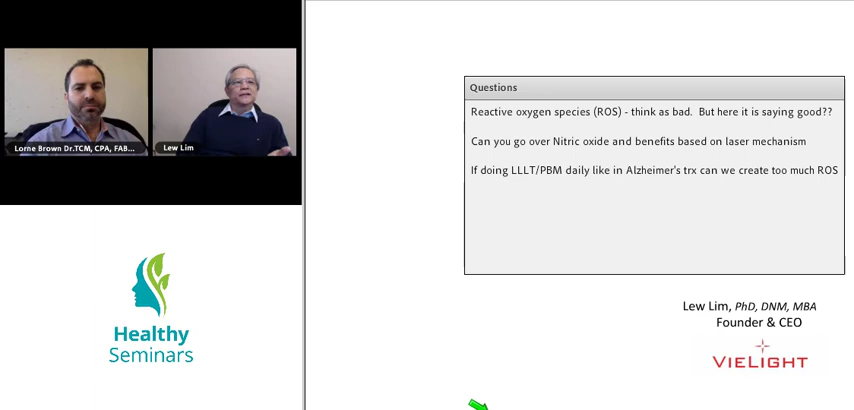 Lorne Brown Dr.TCM, CPA, FAB...
Lew Lim
Healthy
Seminars
Questions
Reactive oxygen species (ROS) - think as bad. But here it is saying good??
Can you go over Nitric oxide and benefits based on laser mechanism
If doing LLLT/PBM daily like in Alzheimer's trx can we create too much ROS
Lew Lim, PhD, DNM, MBA
Founder & CEO
VIELIGHT